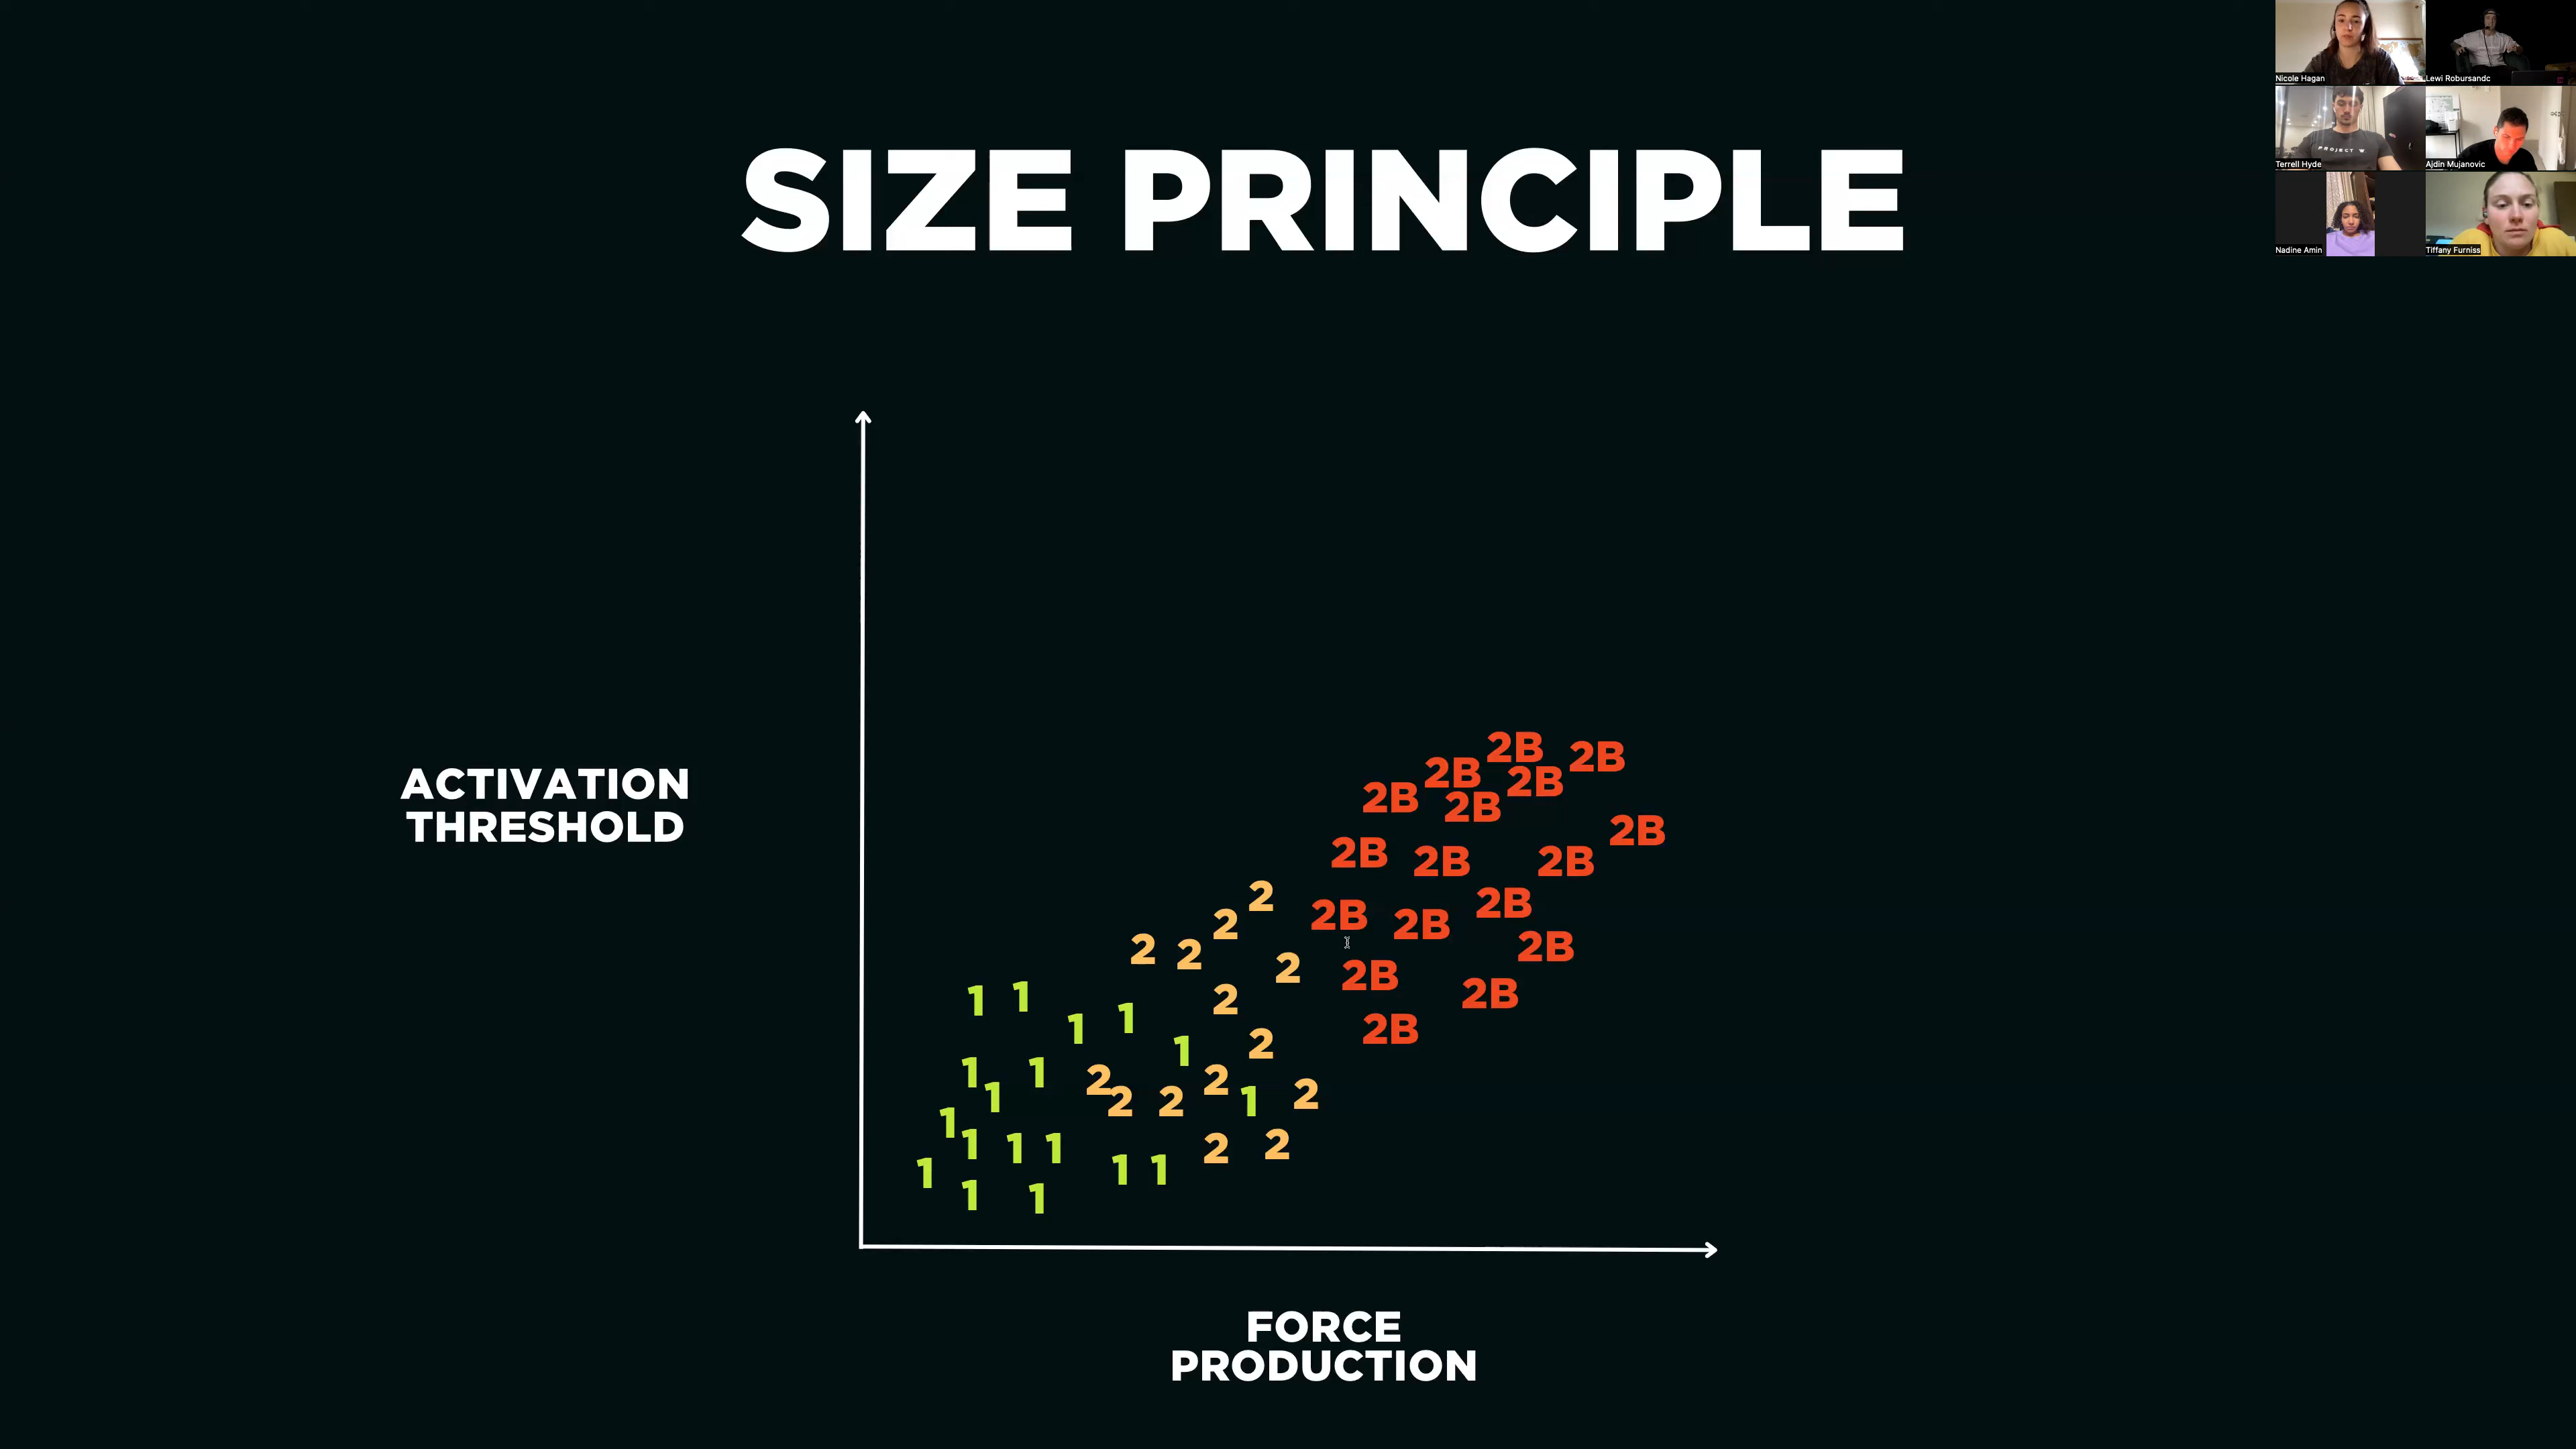 SIZE PRINCIPLE
Nicole Hagan
Lewi Robursandc
Terrell Hyde
PROJECT
Ajdin Mujanovic
Nadine Amin
Tiffany Furniss
ACTIVATION
THRESHOLD
2B
2B
2B
2B
2B
2B
2B
2B
2B
2B
2B
2
2B
2B
2B
2
2B
2
2
2
2B
2
1
1
2B
2
1
1
2B
2
1
1
1
2
2
1
2
2
1
2
1
1
2
1
1
2
1
1
1
1
1
1
FORCE
PRODUCTION